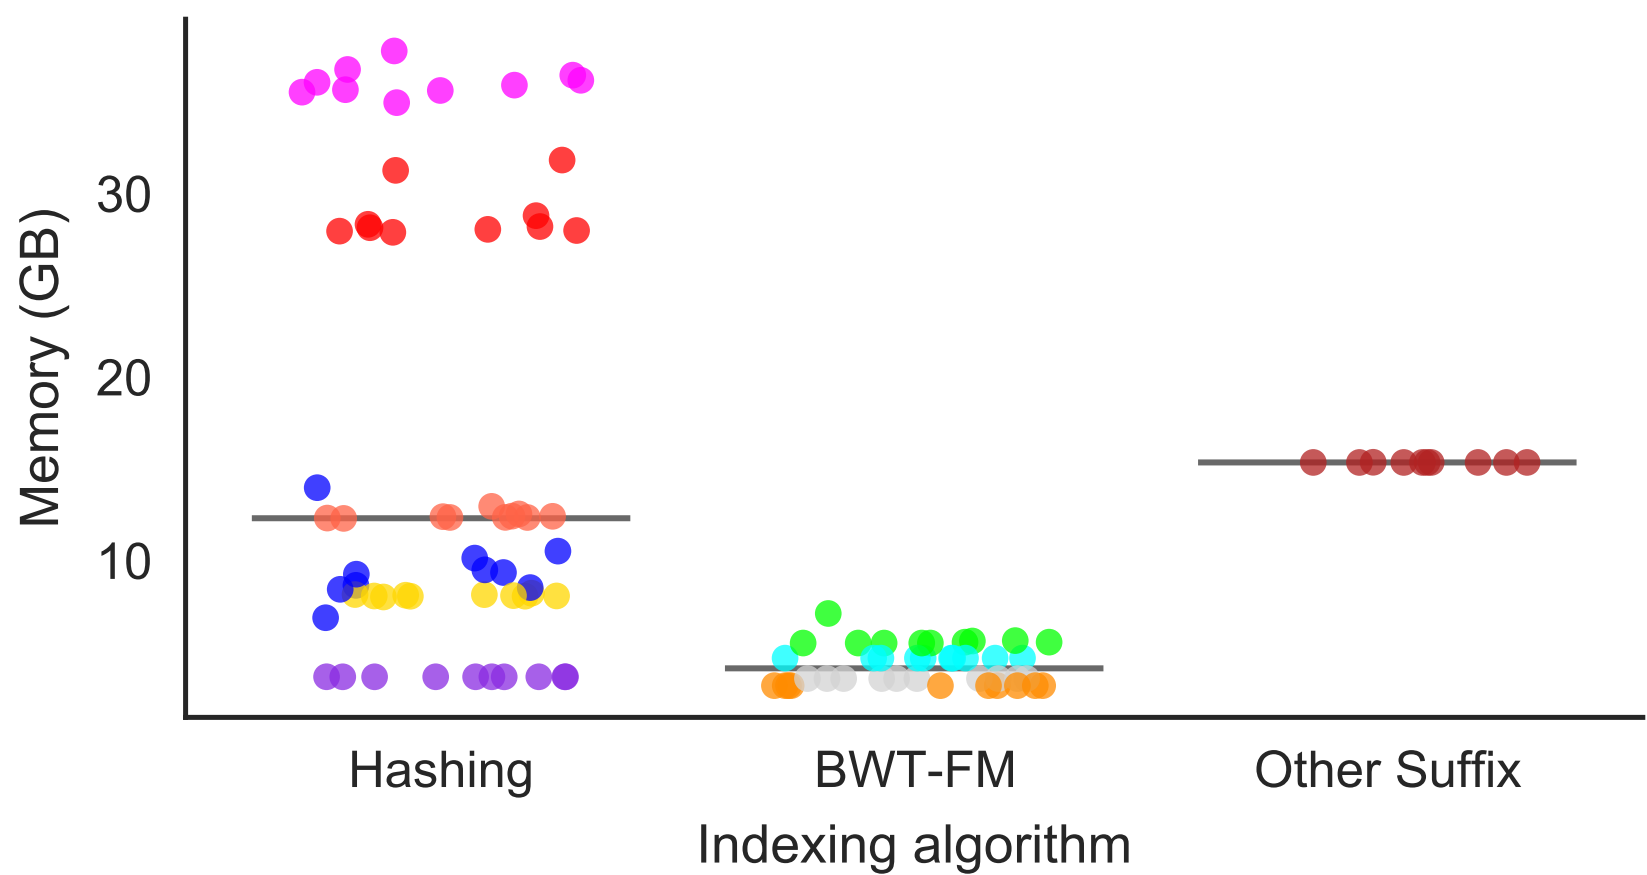 Memory (GB)
30
20
10
Hashing BWT-FM Other Suffix
Indexing algorithm